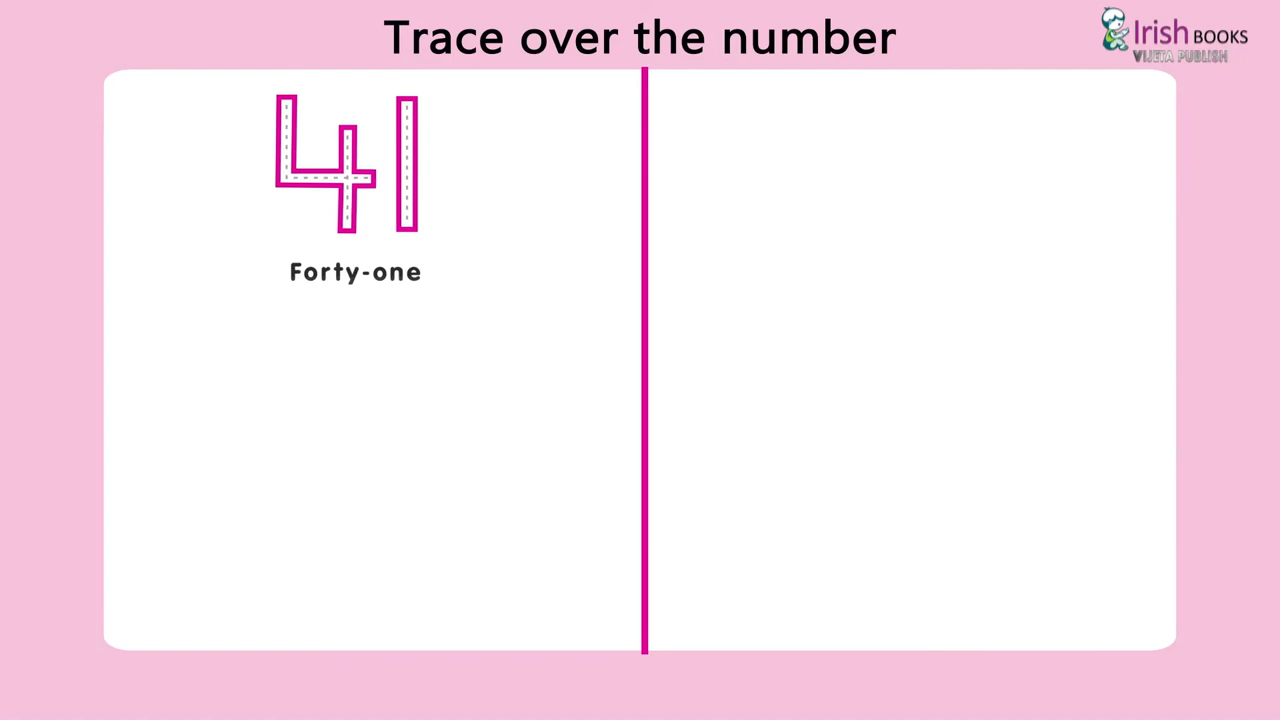 Trace over the number
Irish BOOKS
VIJETA PUBLISH
41
Forty-one